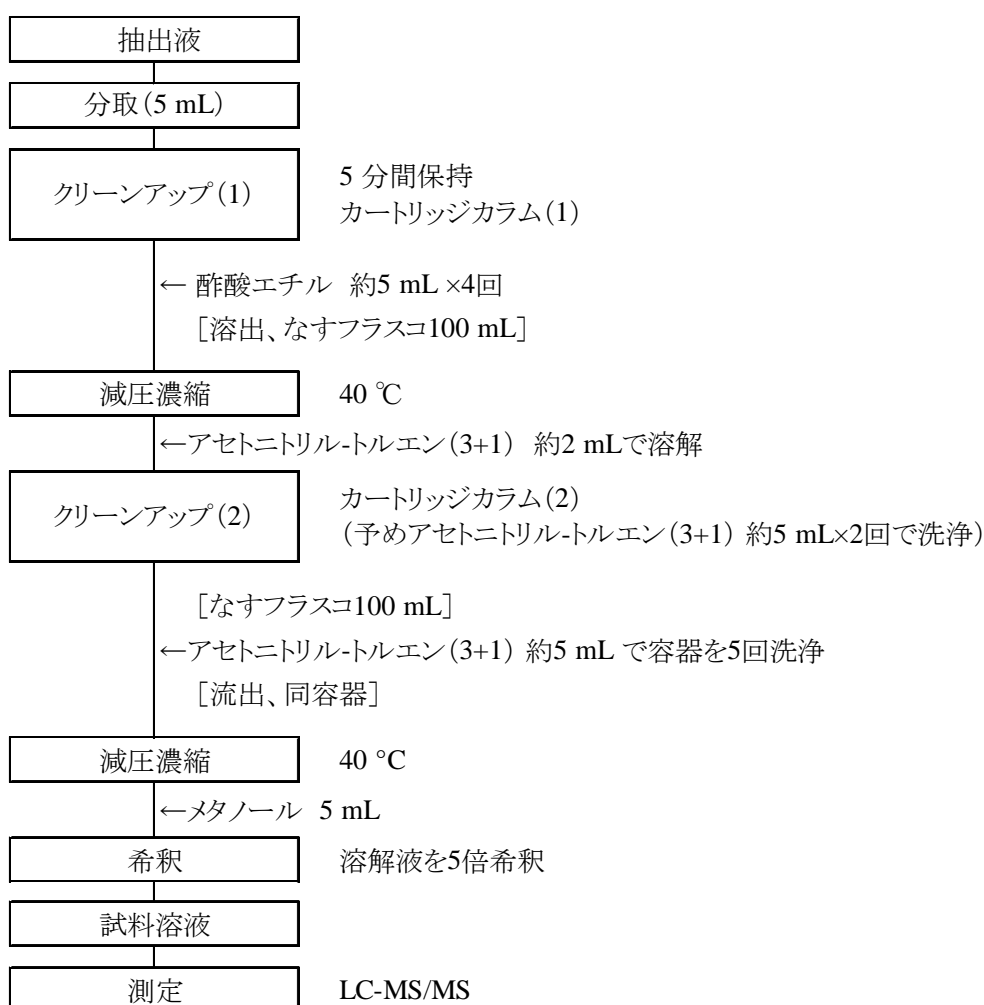 抽出液
分取（5 mL）
クリーンアップ（1）
5 分間保持
カートリッジカラム（1）
← 酢酸エチル 約5 mL ×4回
［溶出、なすフラスコ100 mL］
減圧濃縮
40 ℃
←アセトニトリル-トルエン（3+1） 約2 mLで溶解
クリーンアップ（2）
カートリッジカラム（2）
（予めアセトニトリル-トルエン（3+1） 約5 mL×2回で洗浄）
［なすフラスコ100 mL］
←アセトニトリル-トルエン（3+1） 約5 mL で容器を5回洗浄
［流出、同容器］
減圧濃縮
40 °C
←メタノール 5 mL
希釈
溶解液を5倍希釈
試料溶液
測定
LC-MS/MS